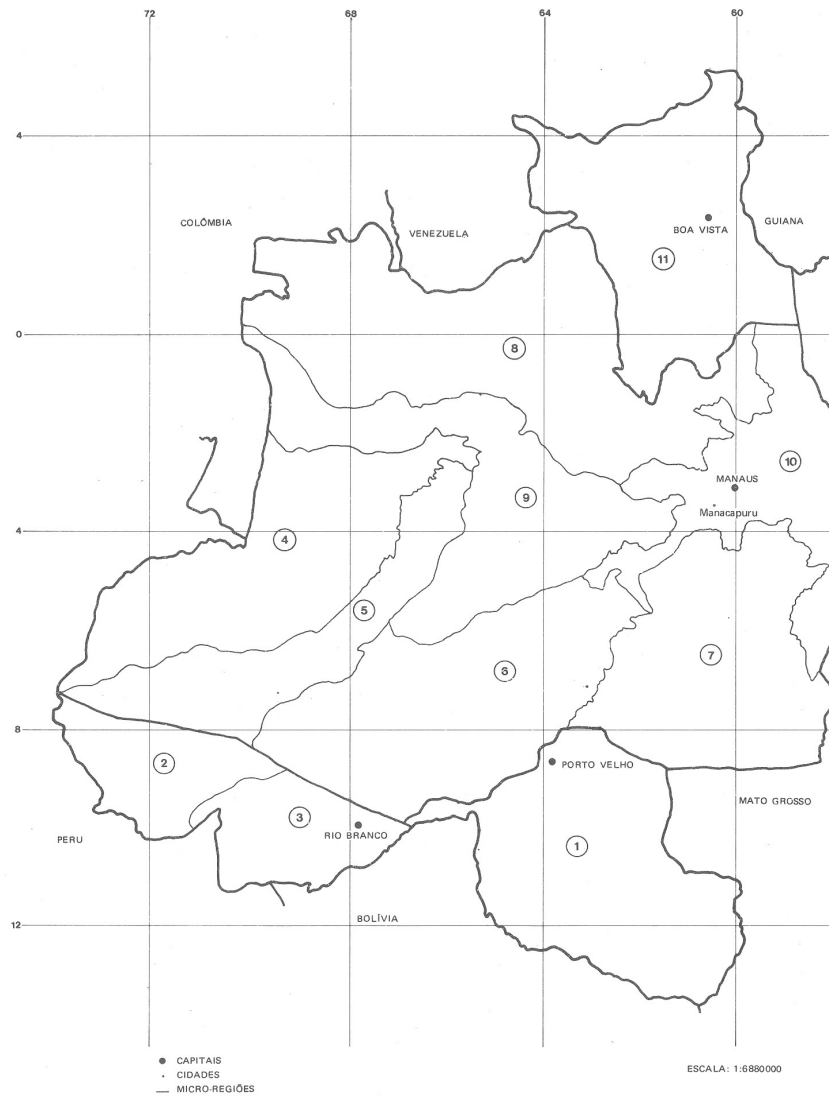 72 68 64 60
4
COLÔMBIA
VENEZUELA
BOA VISTA
GUIANA
11
0
8
10
MANAUS
9
Manacapuru
4
4
5
6
7
8
2
PORTO VELHO
MATO GROSSO
3
RIO BRANCO
PERU
1
BOLÍVIA
12
CAPITAIS
CIDADES
MICRO-REGIÕES
ESCALA: 1:6880000